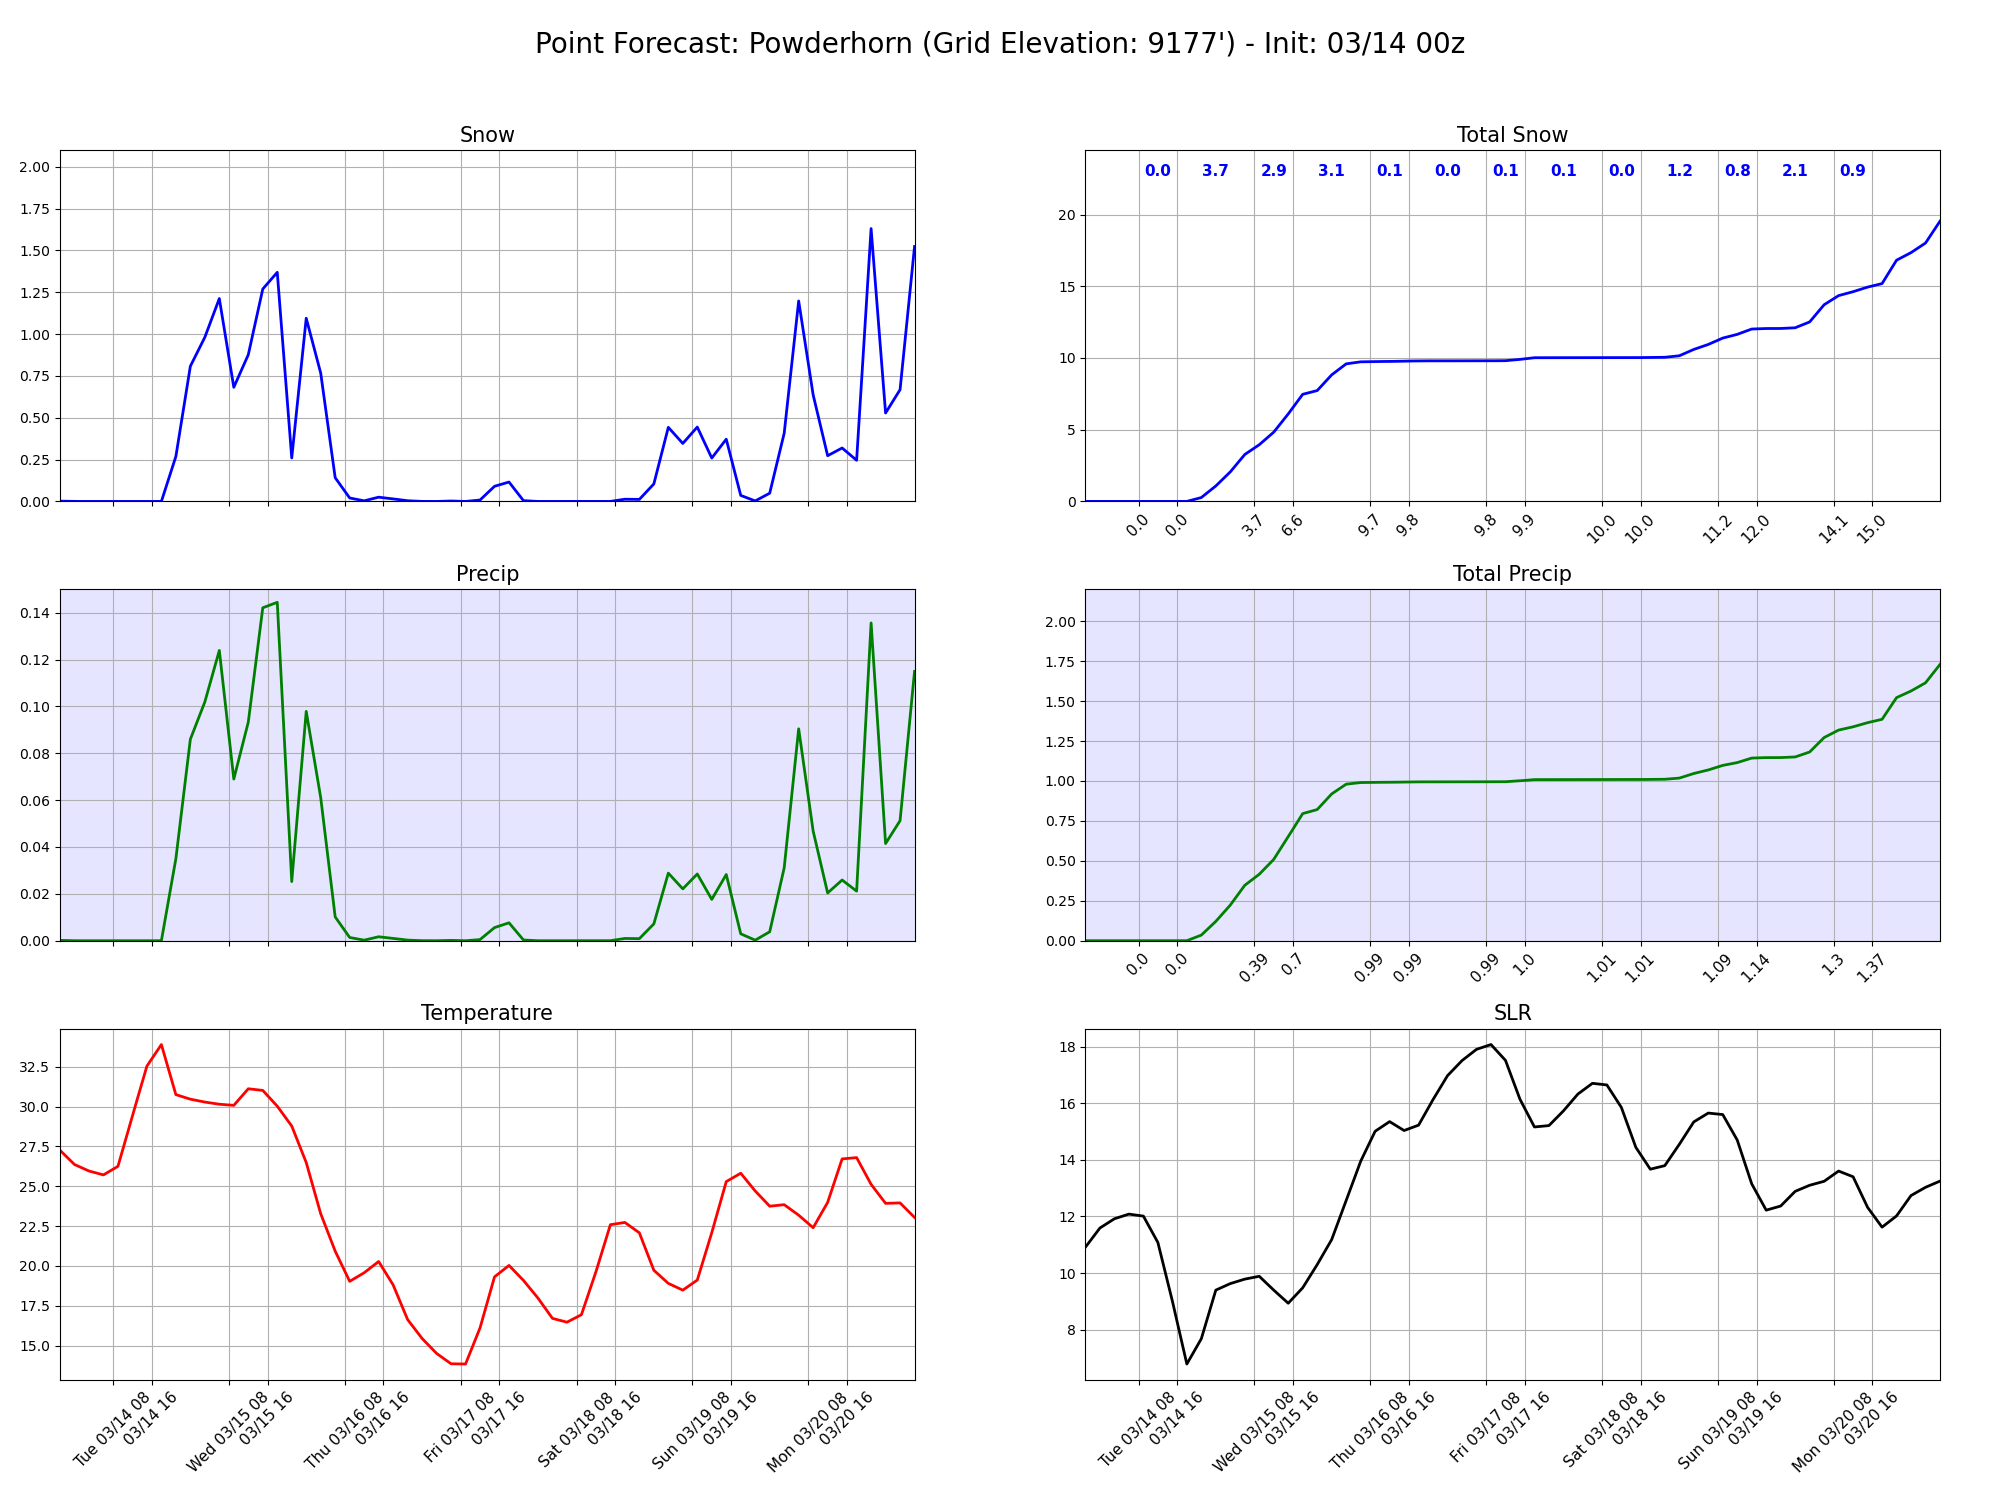 Point Forecast: Powderhorn (Grid Elevation: 9177') - Init: 03/14 00z
Snow
2.00
1.75
1.50
1.25
1.00
0.75
0.50
0.25
0.00
Total Snow
0.0 3.7 2.9 3.1 0.1 0.0 0.1 0.1 0.0 1.2 0.8 2.1 0.9
20
15
10
5
0
0.0 0.0 3.7 6.6 9.7 9.8 9.8 9.9 10.0 10.0 11.2 12.0 14.1 15.0
Precip
0.14
0.12
0.10
0.08
0.06
0.04
0.02
0.00
Total Precip
2.00
1.75
1.50
1.25
1.00
0.75
0.50
0.25
0.00
0.0 0.0 0.39 0.7 0.99 0.99 0.99 1.0 1.01 1.01 1.09 1.14 1.3 1.37
Temperature
32.5
30.0
27.5
25.0
22.5
20.0
17.5
15.0
Tue 03/14 08
03/14 16
Wed 03/15 08
03/15 16
Thu 03/16 08
03/16 16
Fri 03/17 08
03/17 16
Sat 03/18 08
03/18 16
Sun 03/19 08
03/19 16
Mon 03/20 08
03/20 16
SLR
18
16
14
12
10
8
Tue 03/14 08
03/14 16
Wed 03/15 08
03/15 16
Thu 03/16 08
03/16 16
Fri 03/17 08
03/17 16
Sat 03/18 08
03/18 16
Sun 03/19 08
03/19 16
Mon 03/20 08
03/20 16